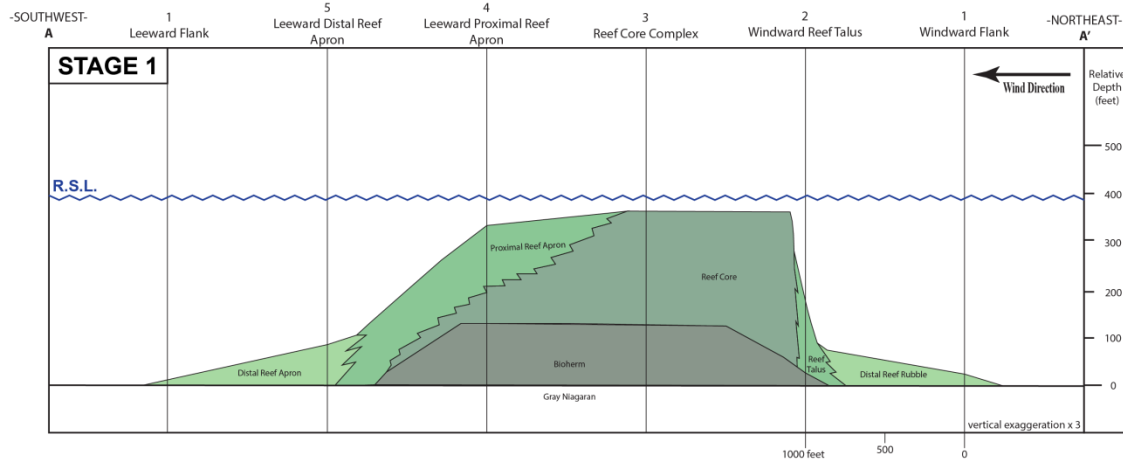 -SOUTHWEST-
A
1
Leeward Flank
5
Leeward Distal Reef
Apron
4
Leeward Proximal Reef
Apron
3
Reef Core Complex
2
Windward Reef Talus
1
Windward Flank
-NORTHEAST-
A'
STAGE 1
Wind Direction
Relative
Depth
(feet)
500
R.S.L.
400
300
200
100
0
Proximal Reef Apron
Reef Core
Bioherm
Distal Reef Apron
Reef
Talus
Distal Reef Rubble
Gray Niagaran
vertical exaggeration x 3
1000 feet
500
0